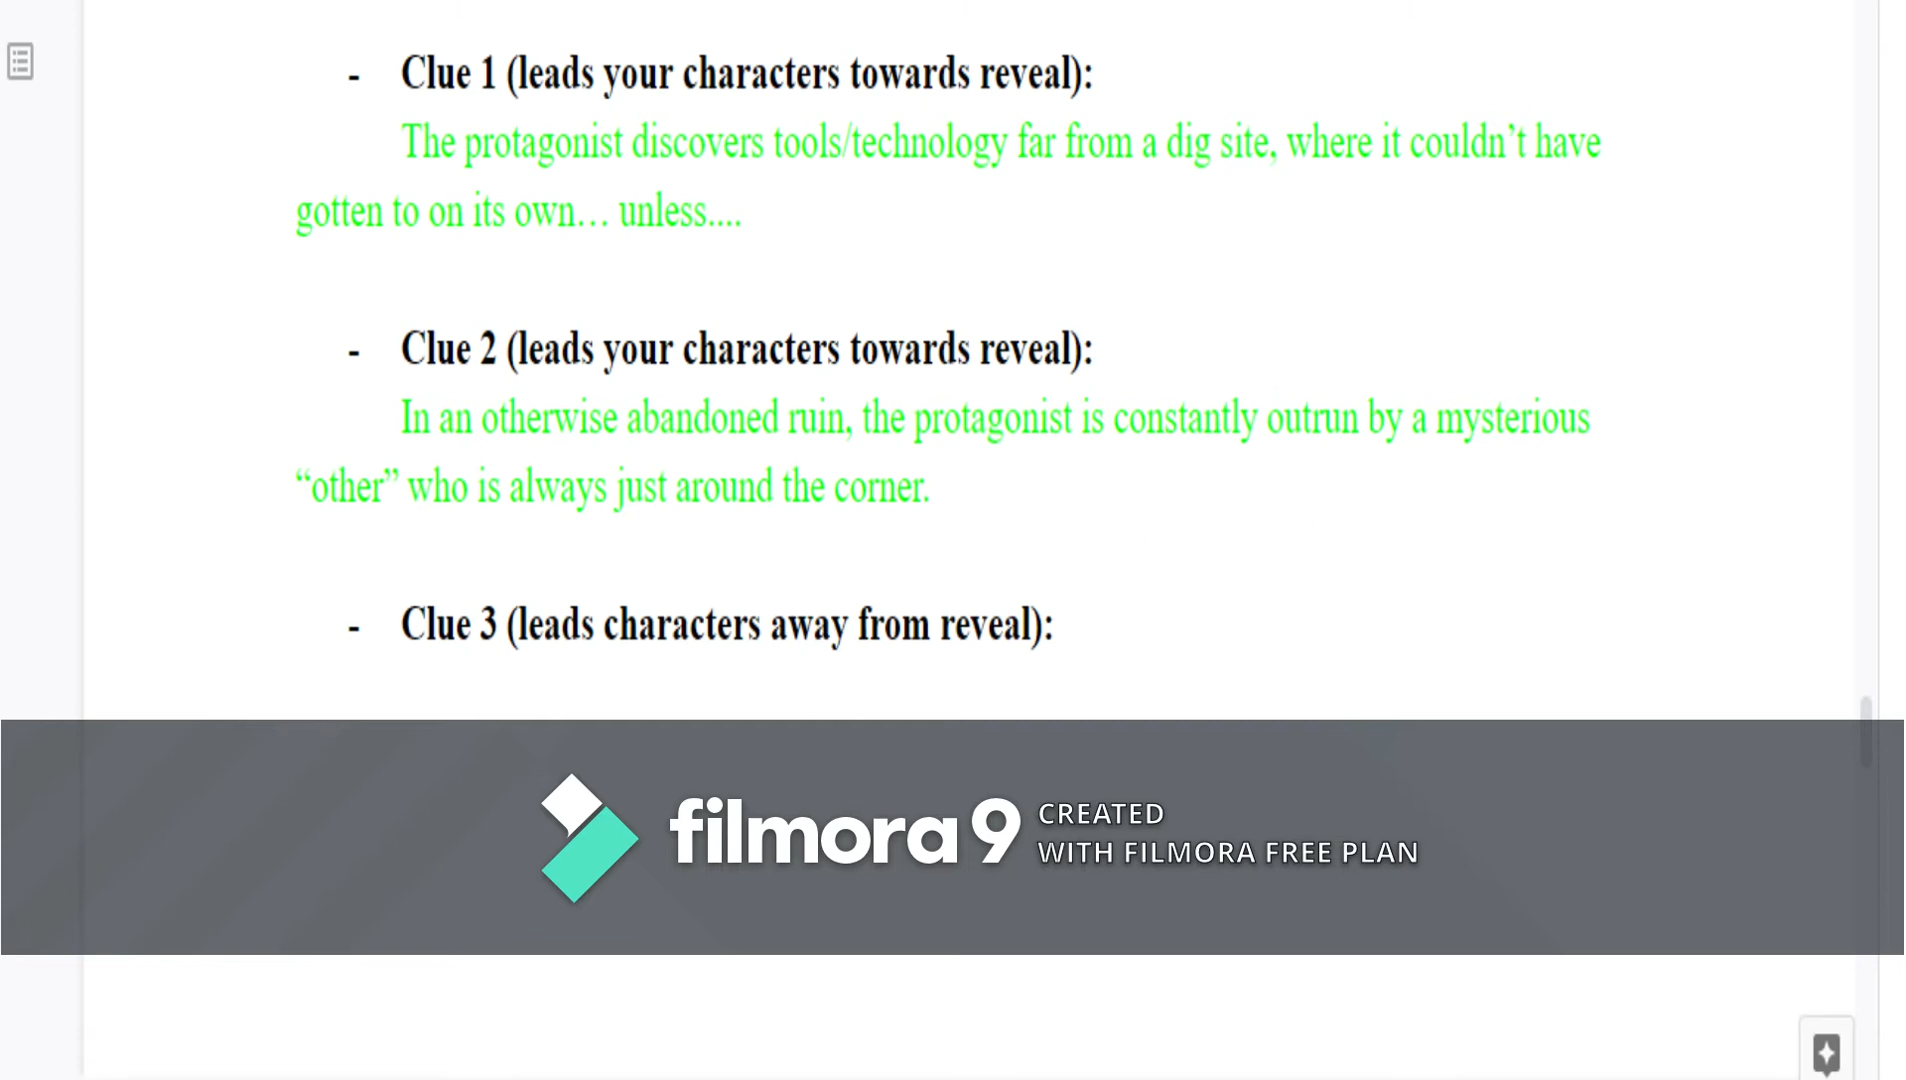 - Clue 1 (leads your characters towards reveal):
The protagonist discovers tools/technology far from a dig site, where it couldn’t have
gotten to on its own… unless....
- Clue 2 (leads your characters towards reveal):
In an otherwise abandoned ruin, the protagonist is constantly outrun by a mysterious
“other” who is always just around the corner.
- Clue 3 (leads characters away from reveal):
filmora9 CREATED
WITH FILMORA FREE PLAN